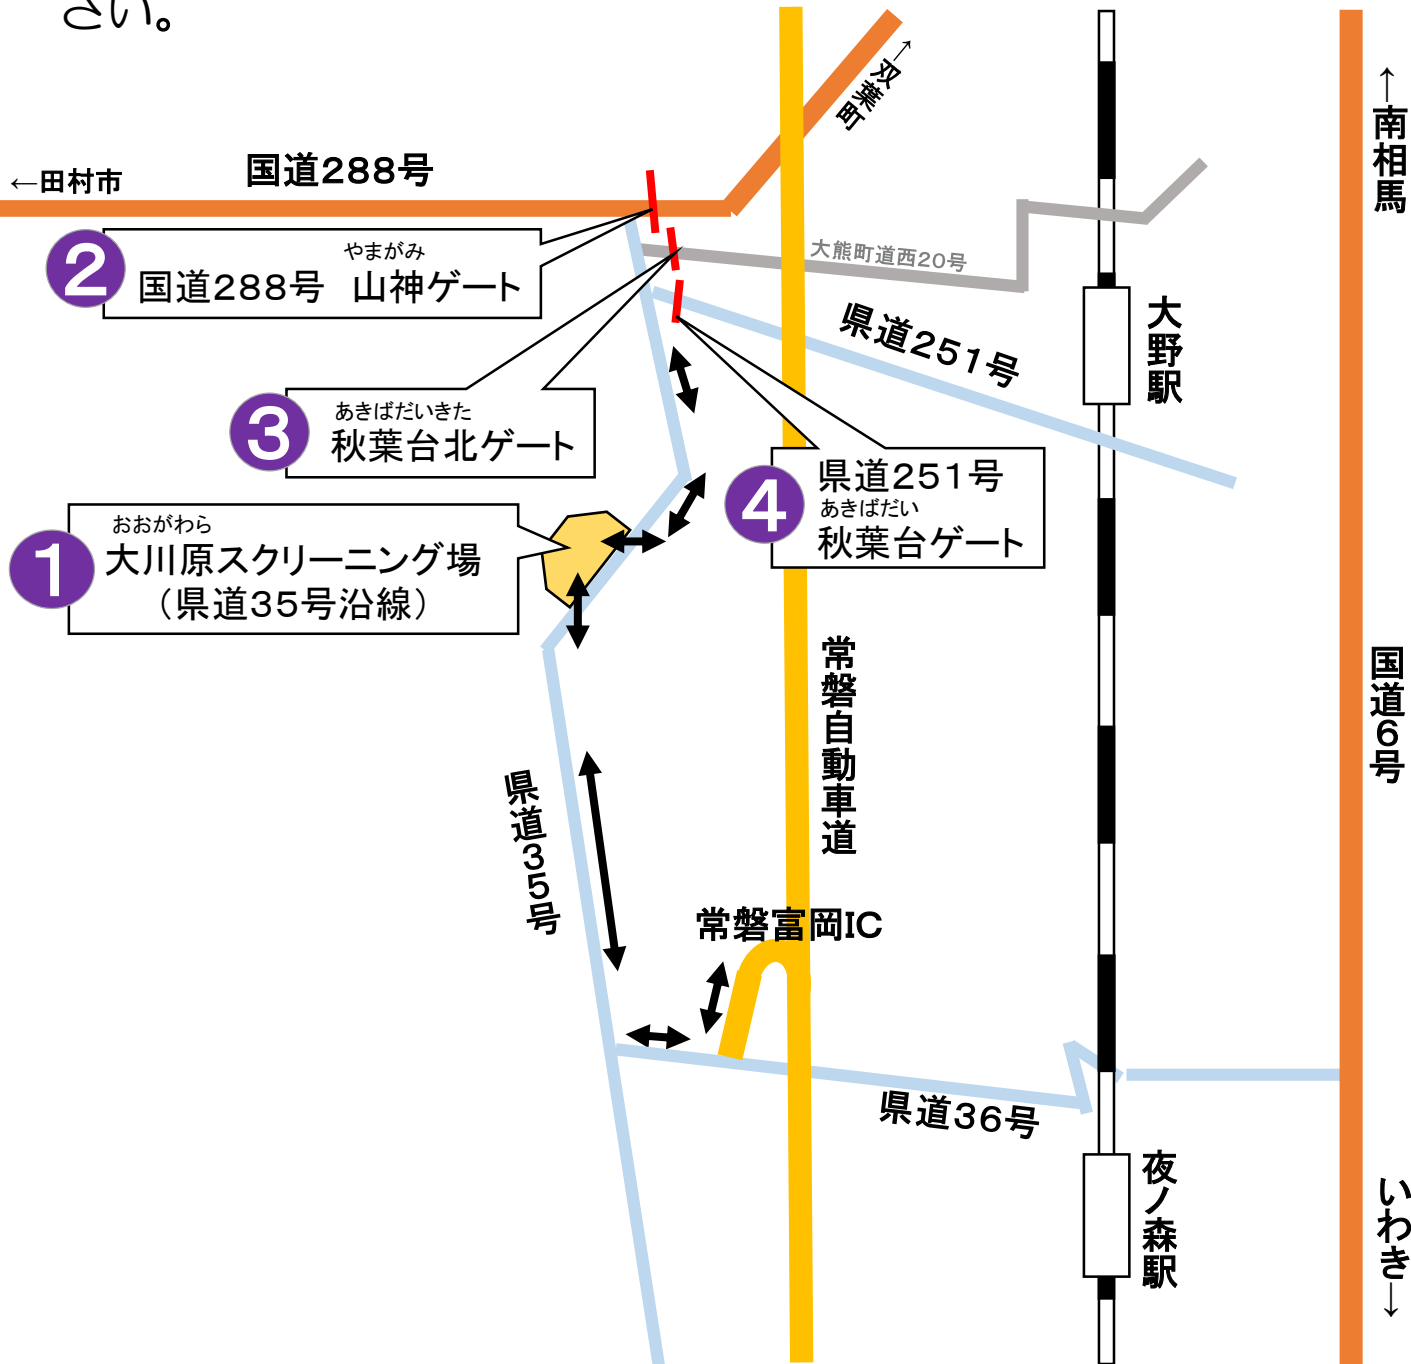 さい。
→双葉町
←田村市
国道288号
←南相馬
②
やまがみ
国道288号 山神ゲート
大熊町道西20号
県道251号
大野駅
③
あきばだいきた
秋葉台北ゲート
④
県道251号
あきばだい
秋葉台ゲート
①
おおがわら
大川原スクリーニング場
(県道35号沿線)
常磐自動車道
国道6号
県道35号
常磐富岡IC
県道36号
夜ノ森駅
いわき→